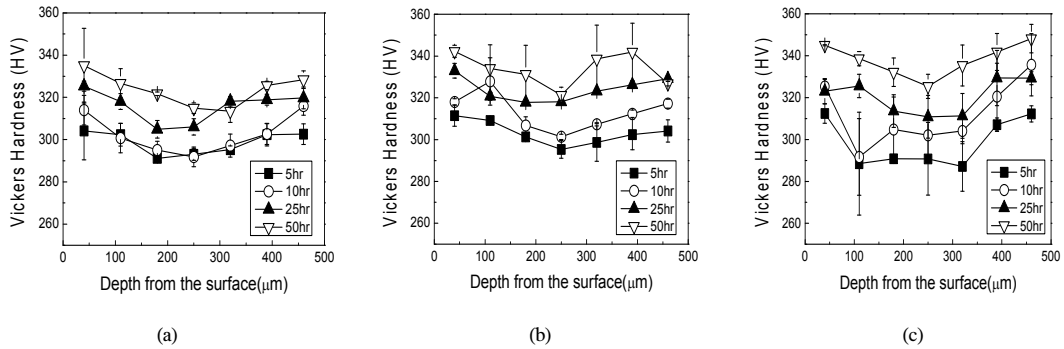 360
340
320
300
280
260
Vickers Hardness (HV)
5hr
10hr
25hr
50hr
0 100 200 300 400 500
Depth from the surface(μm)
(a)
360
340
320
300
280
260
Vickers Hardness (HV)
5hr
10hr
25hr
50hr
0 100 200 300 400 500
Depth from the surface(μm)
(b)
360
340
320
300
280
260
Vickers Hardness (HV)
5hr
10hr
25hr
50hr
0 100 200 300 400 500
Depth from the surface(μm)
(c)